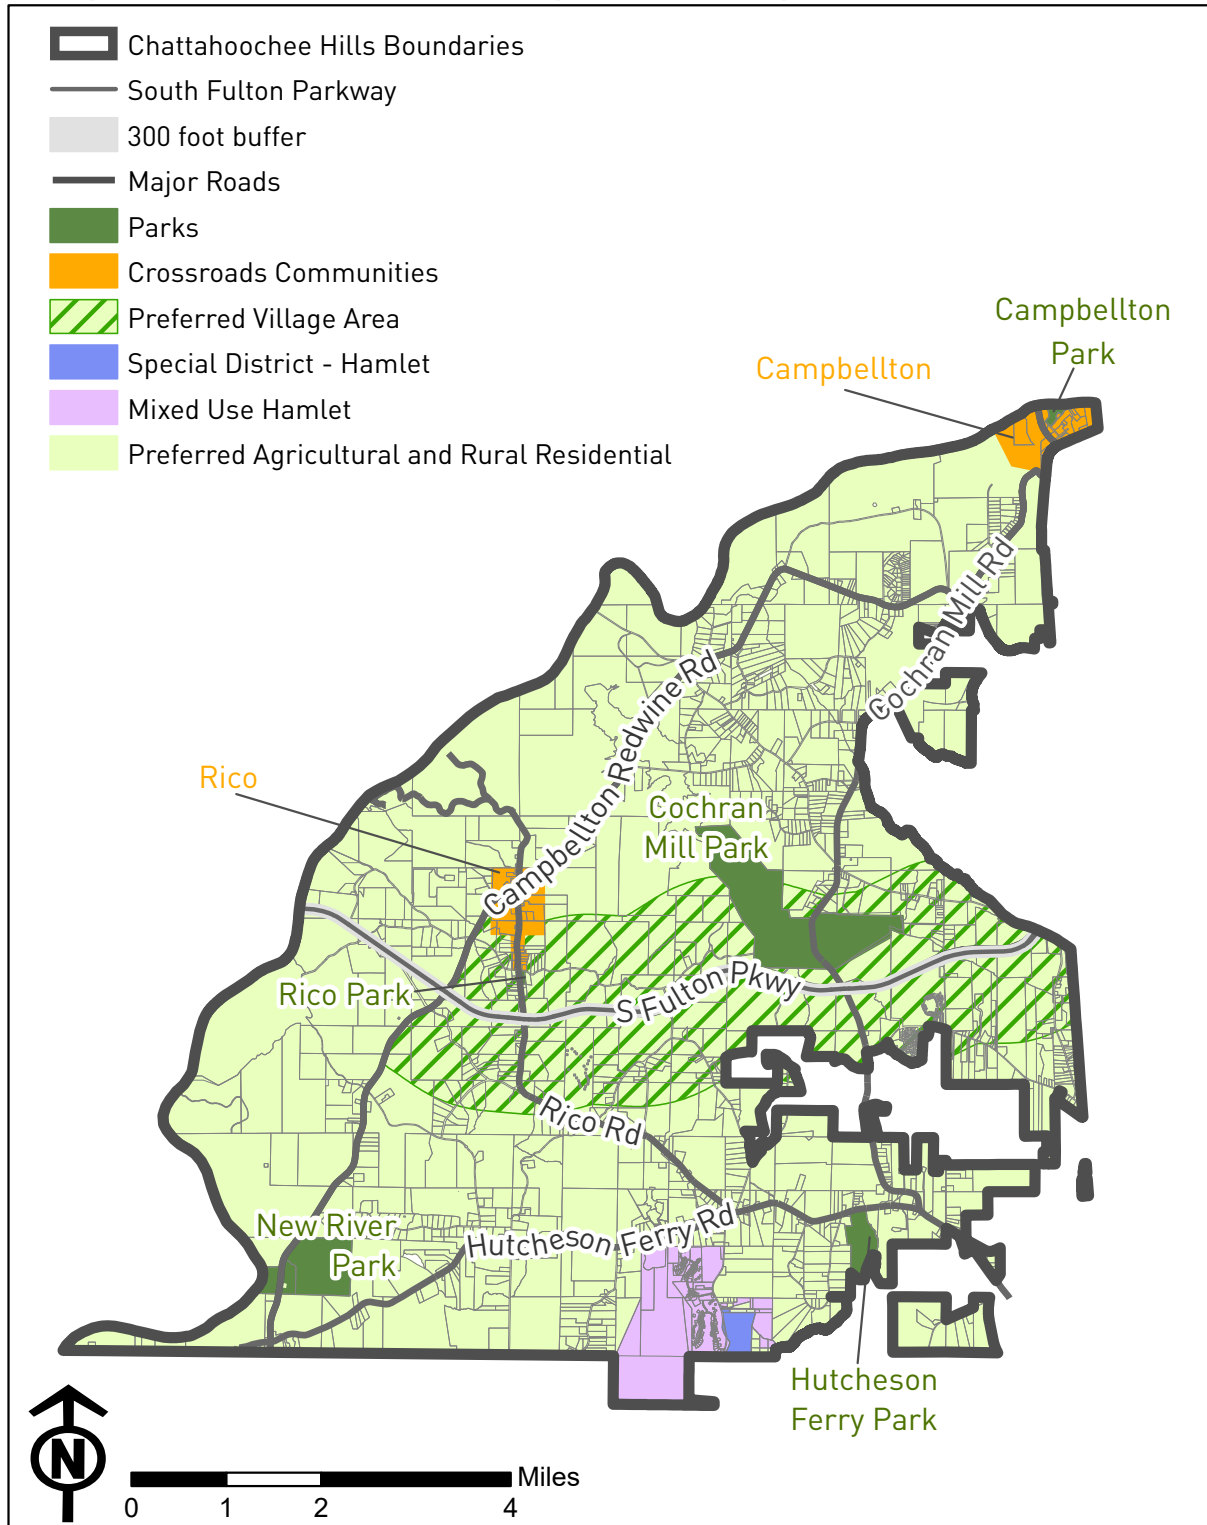 Chattahoochee Hills Boundaries
South Fulton Parkway
300 foot buffer
Major Roads
Parks
Crossroads Communities
Preferred Village Area
Special District - Hamlet
Mixed Use Hamlet
Preferred Agricultural and Rural Residential
Campbellton
Park
Campbellton
Cochran Mill Rd
Campbellton Redwine Rd
Rico
Cochran
Mill Park
Rico Park
S Fulton Pkwy
Rico Rd
New River
Park
Hutcheson Ferry Rd
Hutcheson
Ferry Park
N
Miles
0 1 2 4